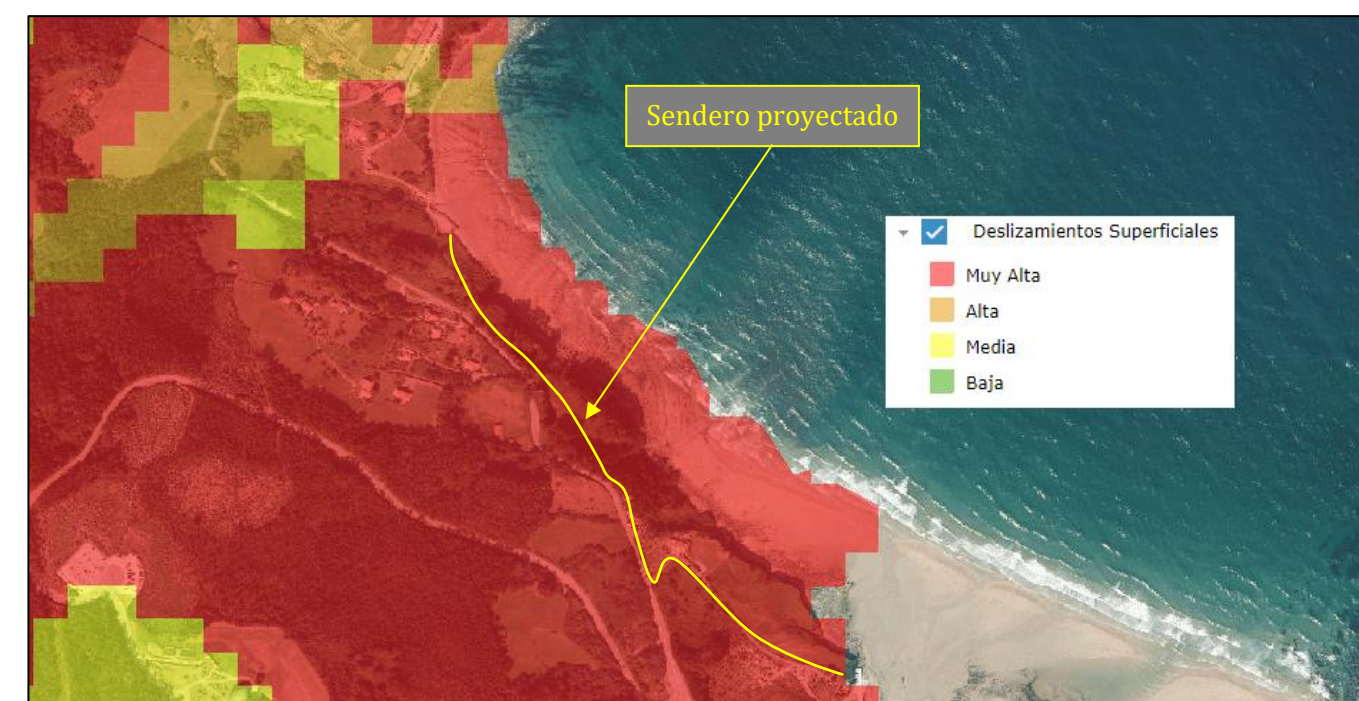 Sendero proyectado
Deslizamientos Superficiales
Muy Alta
Alta
Media
Baja